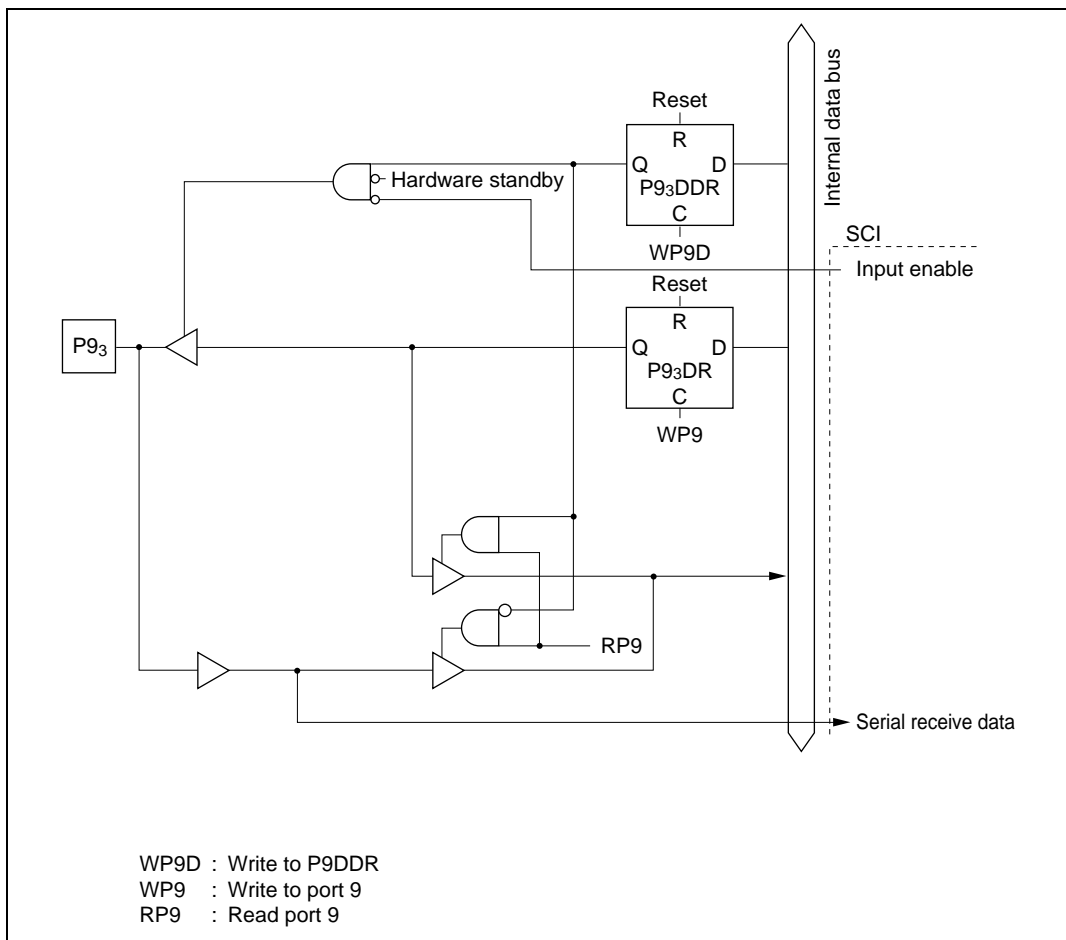 Reset
R
Q D
P9₃DDR
C
WP9D
Hardware standby
Internal data bus
SCI
Input enable
Reset
R
Q D
P9₃DR
C
WP9
P9₃
RP9
Serial receive data
WP9D : Write to P9DDR
WP9 : Write to port 9
RP9 : Read port 9